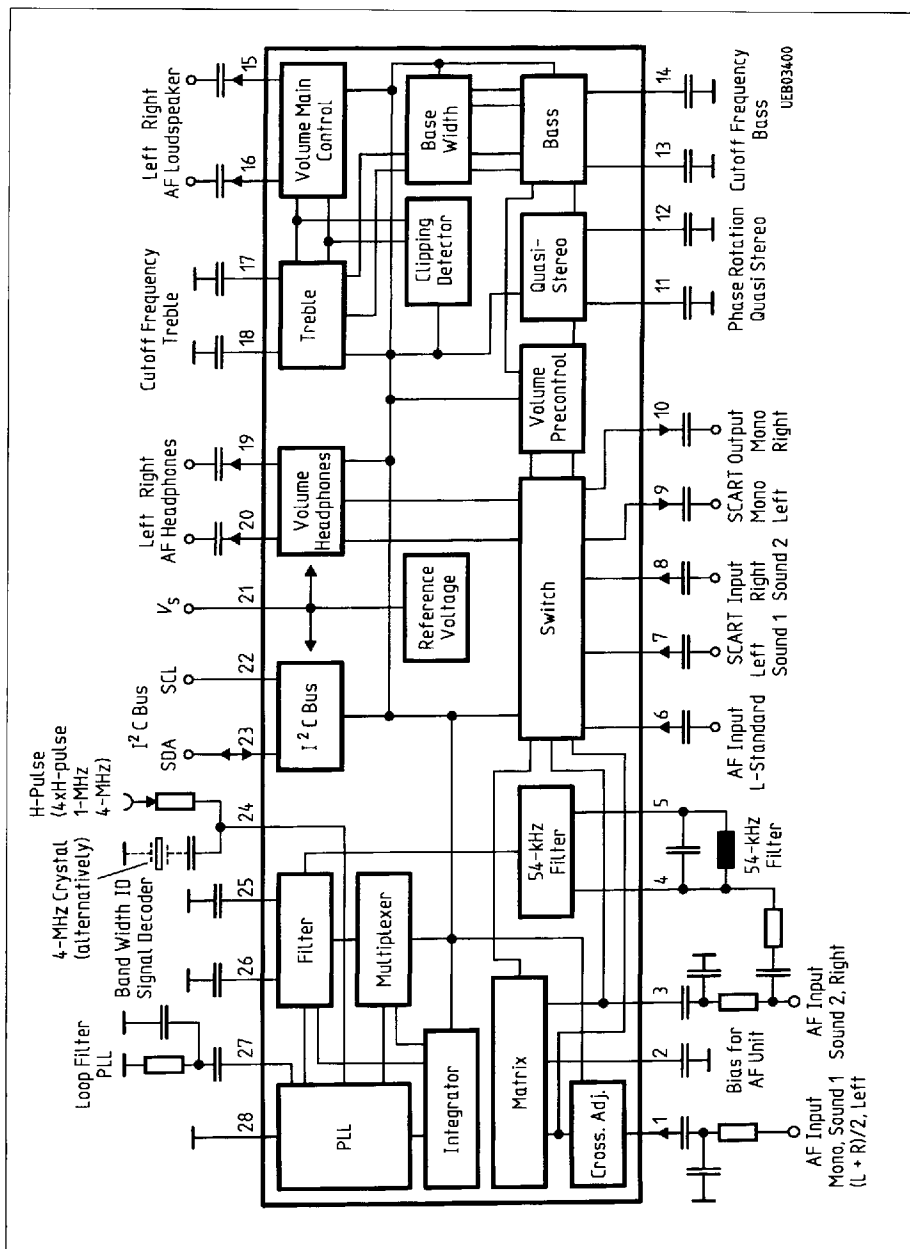 Loop Filter
PLL
Band Width ID
Signal Decoder
4-MHz Crystal
(alternatively)
H-Pulse
(4xH-pulse
1-MHz
4-MHz)
I²C Bus
SDA
SCL
VS
Left Right
AF Headphones
Cutoff Frequency
Treble
Left Right
AF Loudspeaker
28
27
26
25
24
23
22
21
20
19
18
17
16
15
PLL
Filter
Multiplexer
Integrator
I²C Bus
Reference
Voltage
Volume
Headphones
Treble
Clipping
Detector
Volume Main
Control
Base
Width
Matrix
Cross. Adj.
54-kHz
Filter
Switch
Volume
Precontrol
Quasi-
Stereo
Bass
1
2
3
4
5
6
7
8
9
10
11
12
13
14
AF Input
Mono, Sound 1
(L + R)/2, Left
Bias for
AF Unit
AF Input
Sound 2, Right
54-kHz
Filter
AF Input
L-Standard
SCART Input
Left Right
Sound 1 Sound 2
SCART Output
Mono Mono
Left Right
Phase Rotation
Quasi Stereo
Cutoff Frequency
Bass
UEB03400